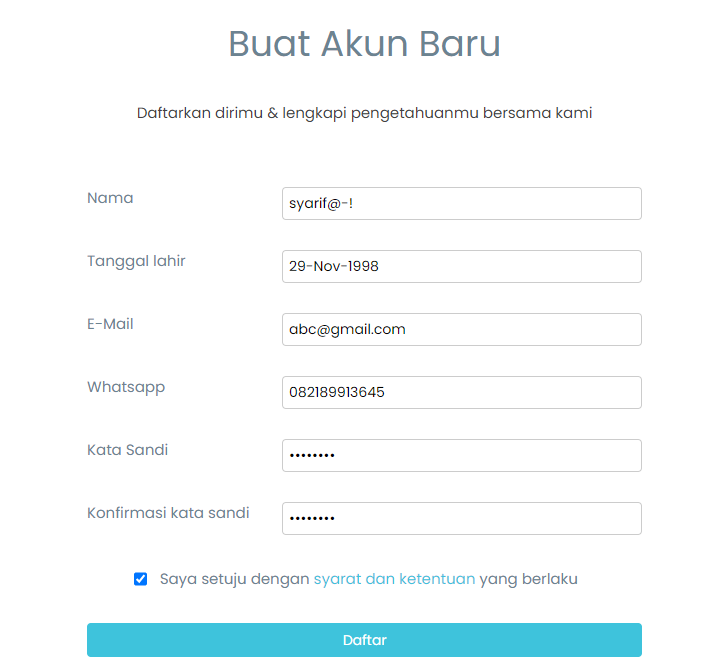 Buat Akun Baru
Daftarkan dirimu & lengkapi pengetahuanmu bersama kami
Nama
syarif@-!
Tanggal lahir
29-Nov-1998
E-Mail
abc@gmail.com
Whatsapp
082189913645
Kata Sandi
••••••••
Konfirmasi kata sandi
••••••••
Saya setuju dengan syarat dan ketentuan yang berlaku
Daftar